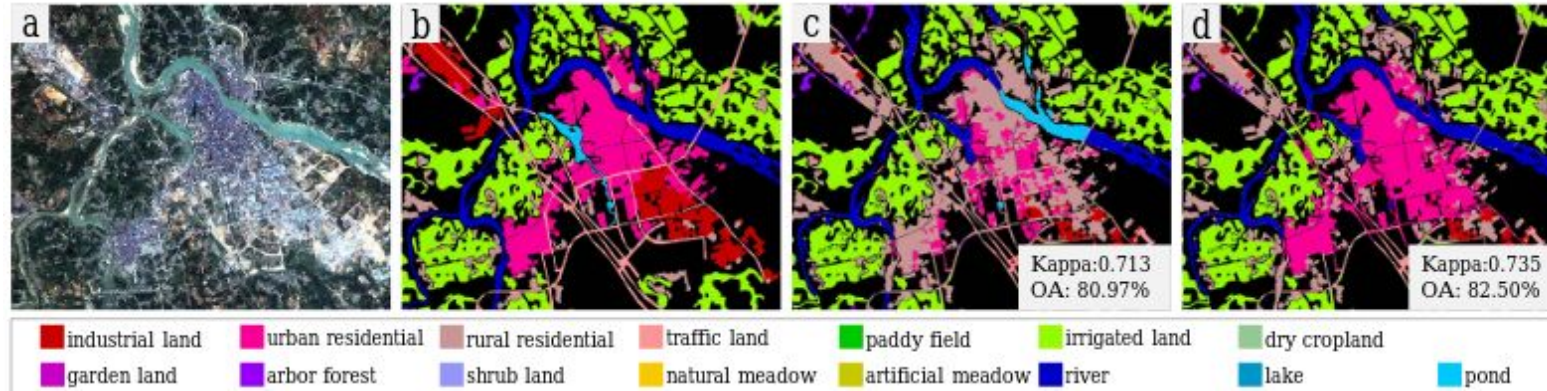 a
b
c
d
Kappa:0.713
OA: 80.97%
Kappa:0.735
OA: 82.50%
industrial land urban residential rural residential traffic land paddy field irrigated land dry cropland
garden land arbor forest shrub land natural meadow artificial meadow river lake pond